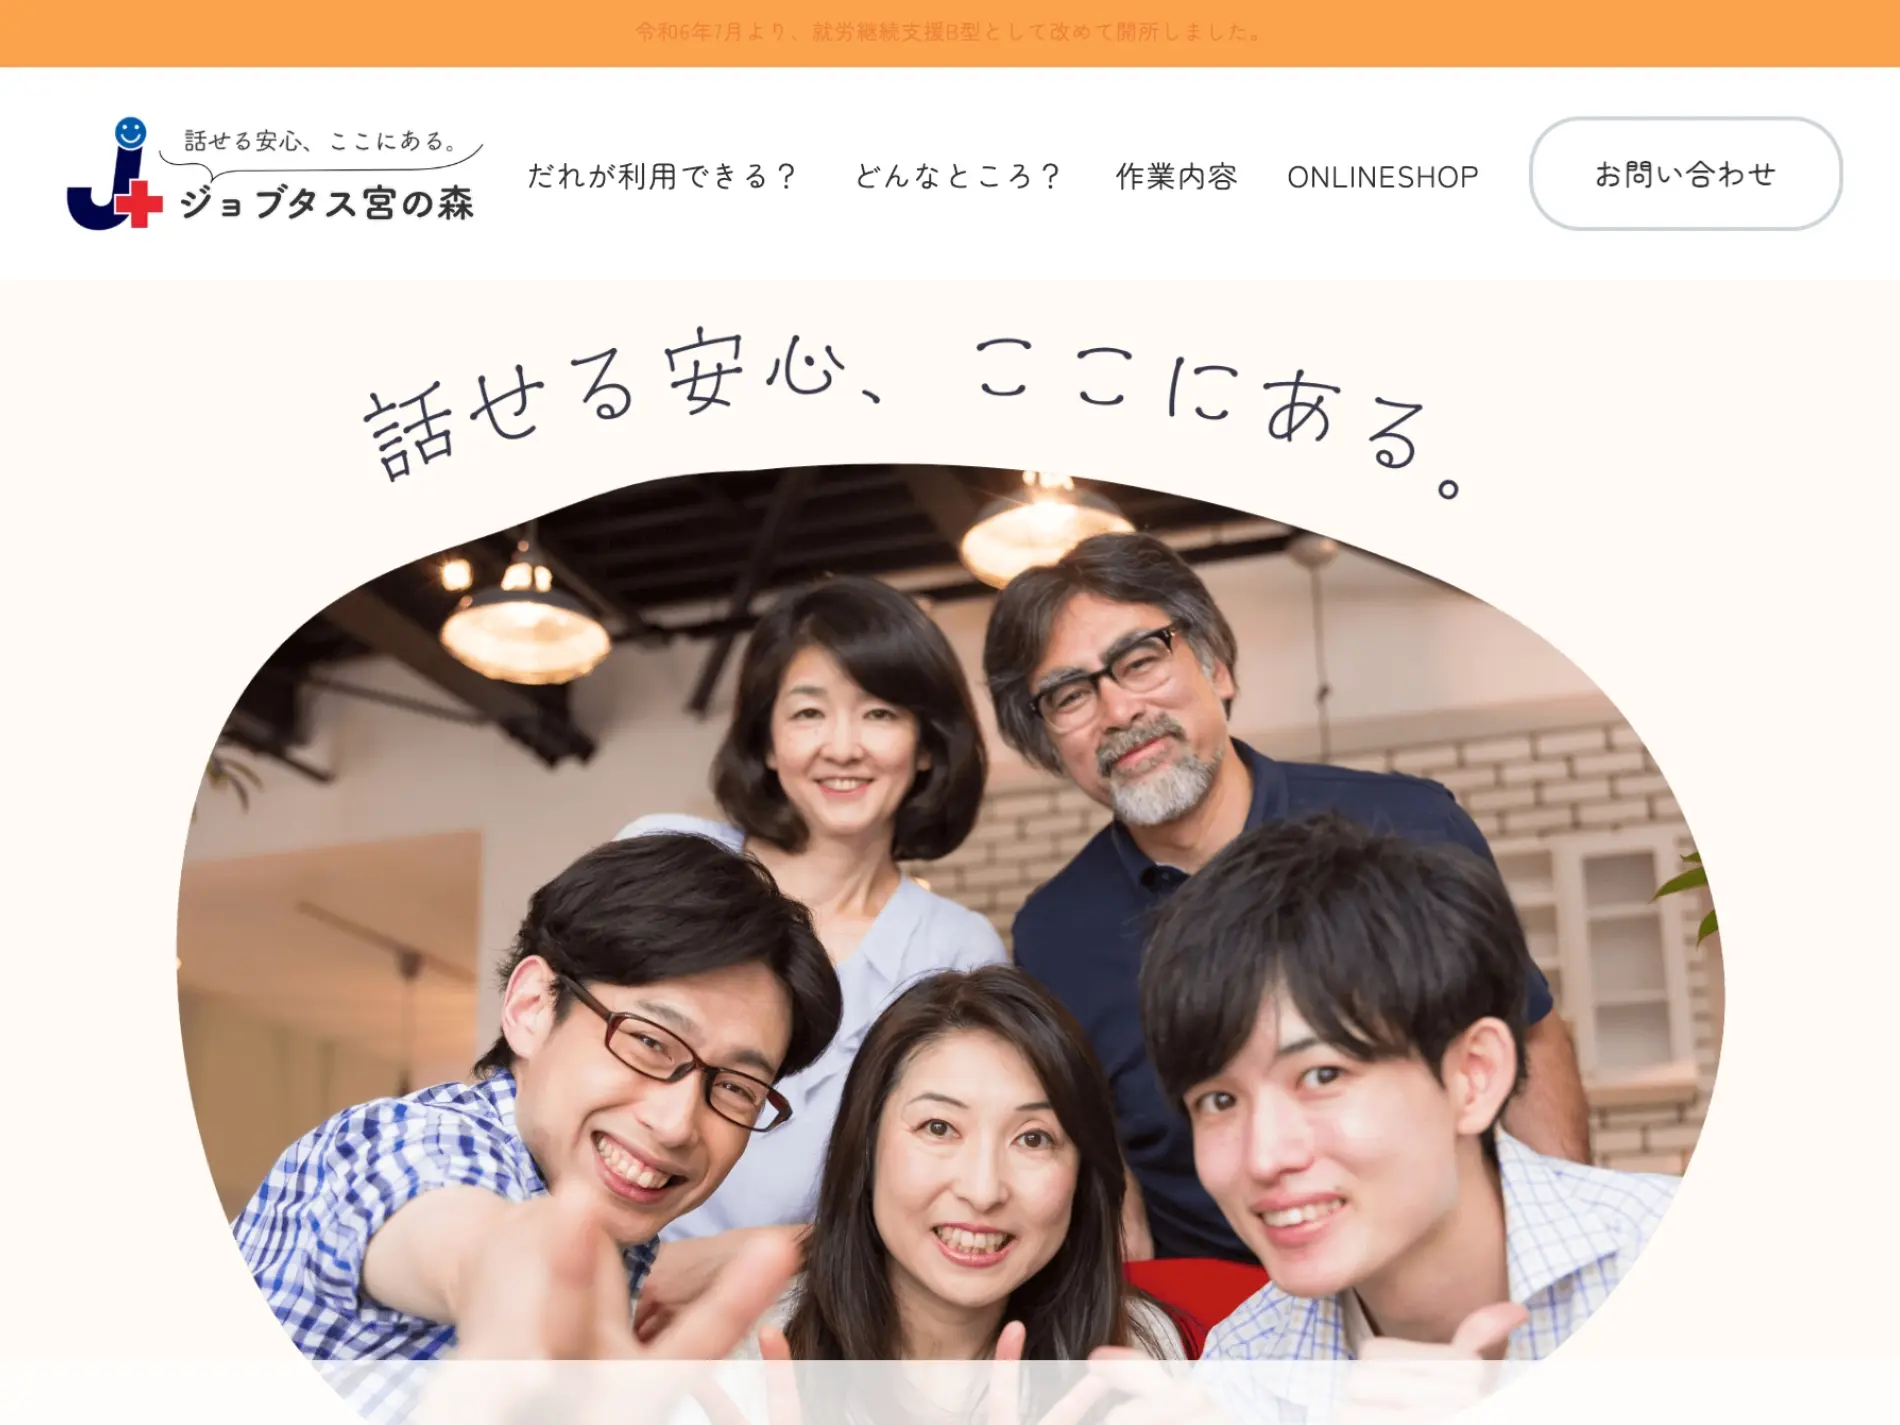 令和6年7月より、就労継続支援B型として改めて開所しました。
話せる安心、ここにある。
ジョブタス宮の森
だれが利用できる？
どんなところ？
作業内容
ONLINESHOP
お問い合わせ
話せる安心、ここにある。